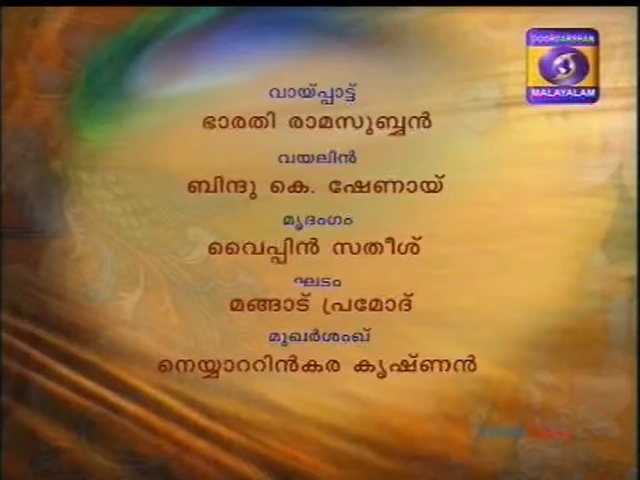 DOORDARSHAN
MALAYALAM
വായ്പ്പാട്ട്
ഭാരതി രാമസുബ്ബൻ
വയലിൻ
ബിന്ദു കെ. ഷേണായ്
മൃദംഗം
വൈപ്പിൻ സതീശ്
ഘടം
മങ്ങാട് പ്രമോദ്
മുഖർശംഖ്
നെയ്യാററിൻകര കൃഷ്ണൻ